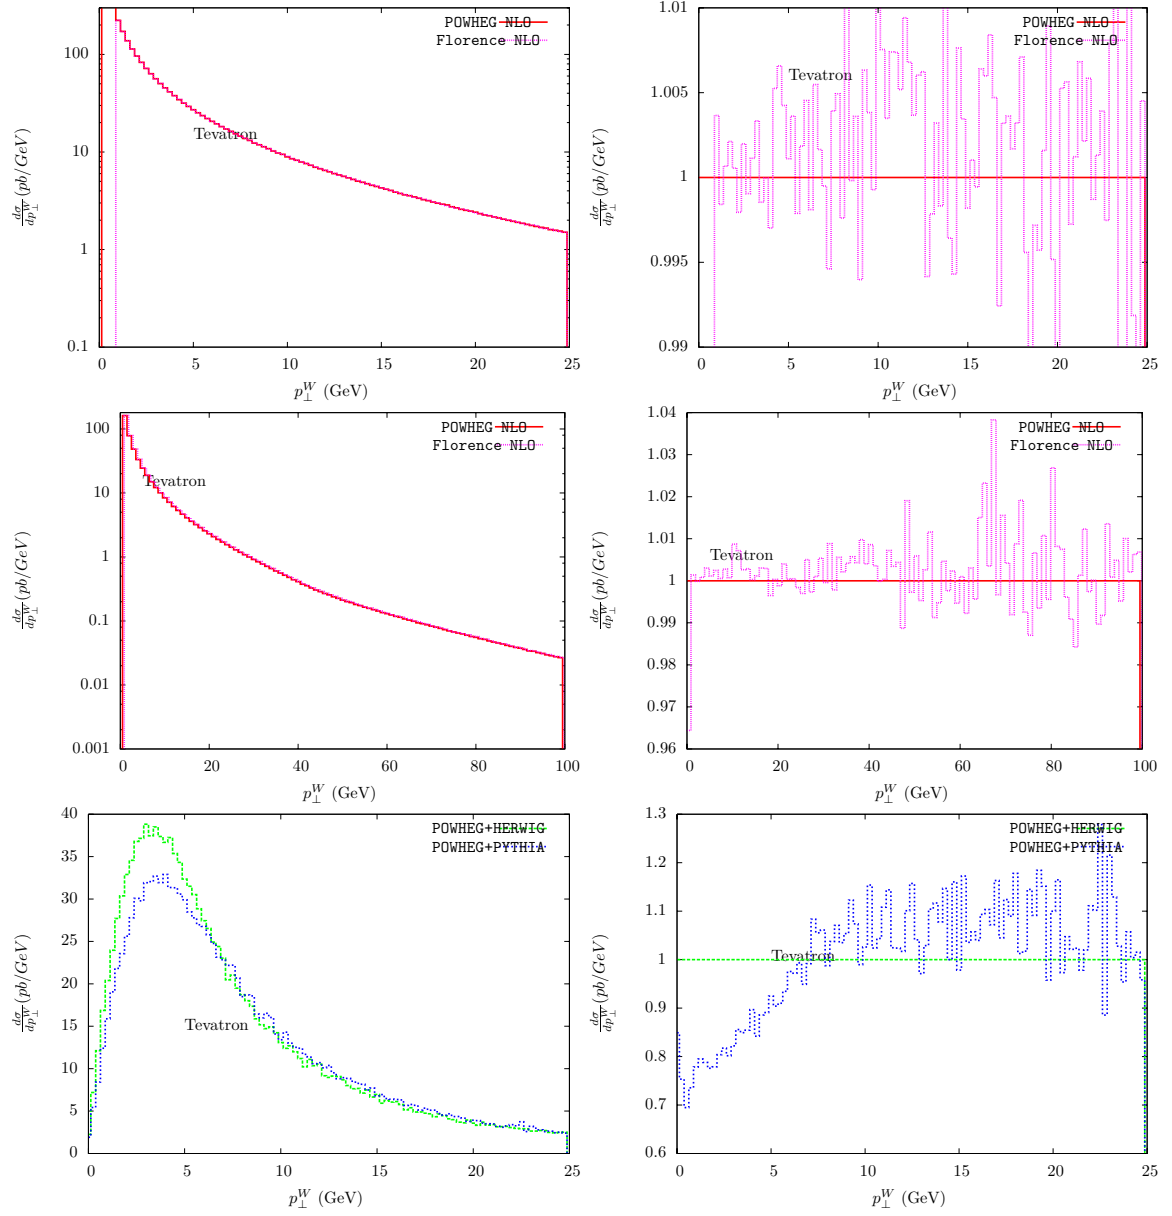 POWHEG NLO
Florence NLO
Tevatron
dσ/dp⊥^W (pb/GeV)
100
10
1
0.1
0 5 10 15 20 25
p⊥^W (GeV)
POWHEG NLO
Florence NLO
Tevatron
dσ/dp⊥^W (pb/GeV)
1.01
1.005
1
0.995
0.99
0 5 10 15 20 25
p⊥^W (GeV)
POWHEG NLO
Florence NLO
Tevatron
dσ/dp⊥^W (pb/GeV)
100
10
1
0.1
0.01
0.001
0 20 40 60 80 100
p⊥^W (GeV)
POWHEG NLO
Florence NLO
Tevatron
dσ/dp⊥^W (pb/GeV)
1.04
1.03
1.02
1.01
1
0.99
0.98
0.97
0.96
0 20 40 60 80 100
p⊥^W (GeV)
POWHEG+HERWIG
POWHEG+PYTHIA
Tevatron
dσ/dp⊥^W (pb/GeV)
40
35
30
25
20
15
10
5
0
0 5 10 15 20 25
p⊥^W (GeV)
POWHEG+HERWIG
POWHEG+PYTHIA
Tevatron
dσ/dp⊥^W (pb/GeV)
1.3
1.2
1.1
1
0.9
0.8
0.7
0.6
0 5 10 15 20 25
p⊥^W (GeV)